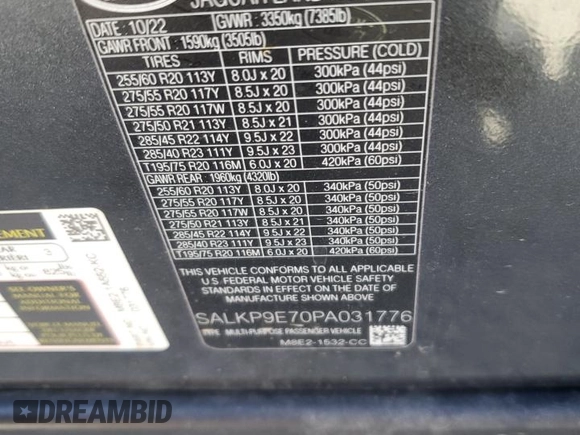 JAGUAR LAND
DATE: 10/22 GVWR: 3350kg (7385lb)
GAWR FRONT: 1590kg (3505lb)
TIRES RIMS PRESSURE (COLD)
255/60 R20 113Y 8.0J x 20 300kPa (44psi)
275/55 R20 117Y 8.5J x 20 300kPa (44psi)
275/55 R20 117W 8.5J x 20 300kPa (44psi)
275/50 R21 113Y 8.5J x 21 300kPa (44psi)
285/45 R22 114Y 9.5J x 22 300kPa (44psi)
285/40 R23 111Y 9.5J x 23 300kPa (44psi)
T195/75 R20 116M 6.0J x 20 420kPa (60psi)
GAWR REAR: 1960kg (4320lb)
255/60 R20 113Y 8.0J x 20 340kPa (50psi)
275/55 R20 117Y 8.5J x 20 340kPa (50psi)
275/55 R20 117W 8.5J x 20 340kPa (50psi)
275/50 R21 113Y 8.5J x 21 340kPa (50psi)
285/45 R22 114Y 9.5J x 22 340kPa (50psi)
285/40 R23 111Y 9.5J x 23 340kPa (50psi)
T195/75 R20 116M 6.0J x 20 420kPa (60psi)
THIS VEHICLE CONFORMS TO ALL APPLICABLE
U.S. FEDERAL MOTOR VEHICLE SAFETY
STANDARDS IN EFFECT ON THE DATE OF
MANUFACTURE SHOWN ABOVE.
SALKP9E70PA031776
TYPE: MULTI-PURPOSE PASSENGER VEHICLE
M8E2-1532-CC
SEE OWNER'S
MANUAL FOR
ADDITIONAL
INFORMATION
DREAMBID